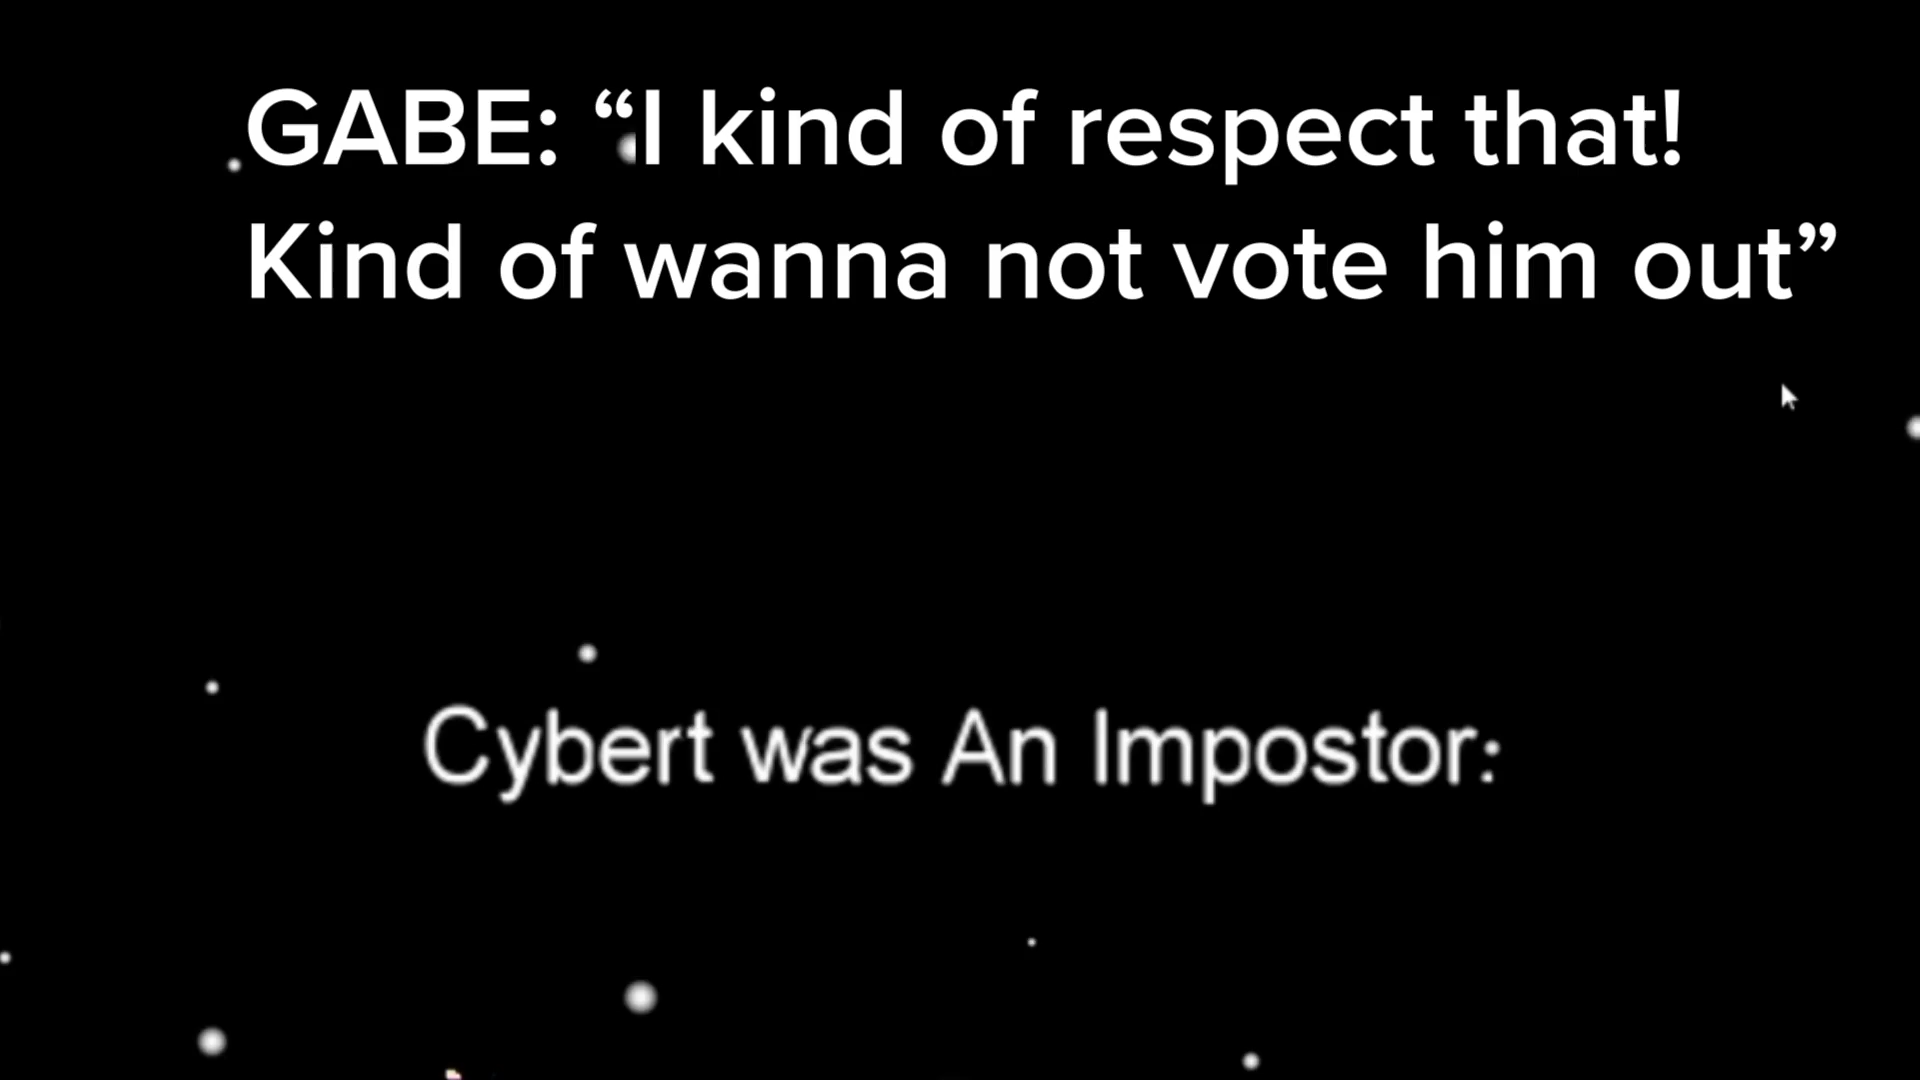 GABE: “I kind of respect that!
Kind of wanna not vote him out”
Cybert was An Impostor.